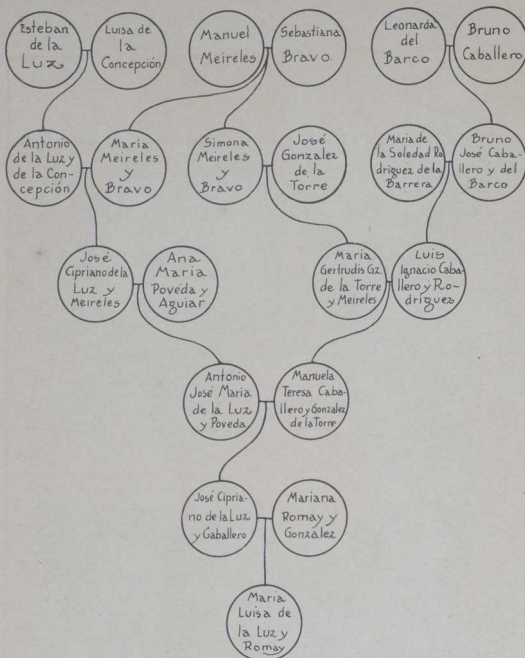 Esteban
de la
Luz
Luisa de
la
Concepción
Manuel
Meireles
Sebastiana
Bravo.
Leonarda
del
Barco
Bruno
Caballero
Antonio
de la Luz y
de la Con-
cepción
Maria
Meireles
y
Bravo
Simona
Meireles
y
Bravo
José
Gonzalez
de la
Torre
Maria de
la Soledad Ro-
driguez de la
Barrera
Bruno
José Caba-
llero y del
Barco
José
Cipriano de la
Luz y
Meireles
Ana
Maria
Poveda y
Aguiar
Maria
Gertrudis Gz.
de la Torre
y Meireles
Luis
Ignacio Caba-
llero y Ro-
driguez
Antonio
José Maria
de la Luz
y Poveda
Manuela
Teresa Caba-
llero y Gonzalez
de la Torre
José Cipria-
no de la Luz
y Caballero
Mariana
Romay y
Gonzalez
Maria
Luisa de
la Luz y
Romay